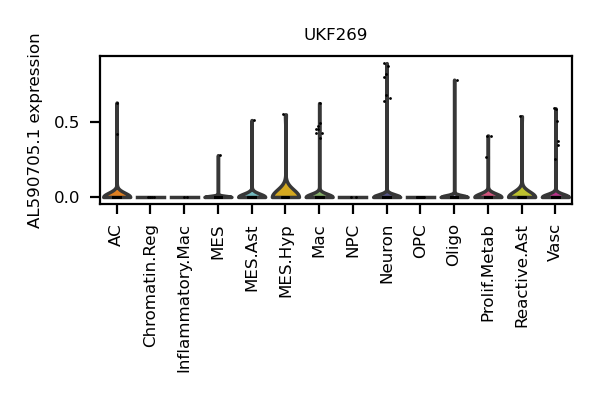 UKF269
AL590705.1 expression
0.5
0.0
AC
Chromatin.Reg
Inflammatory.Mac
MES
MES.Ast
MES.Hyp
Mac
NPC
Neuron
OPC
Oligo
Prolif.Metab
Reactive.Ast
Vasc